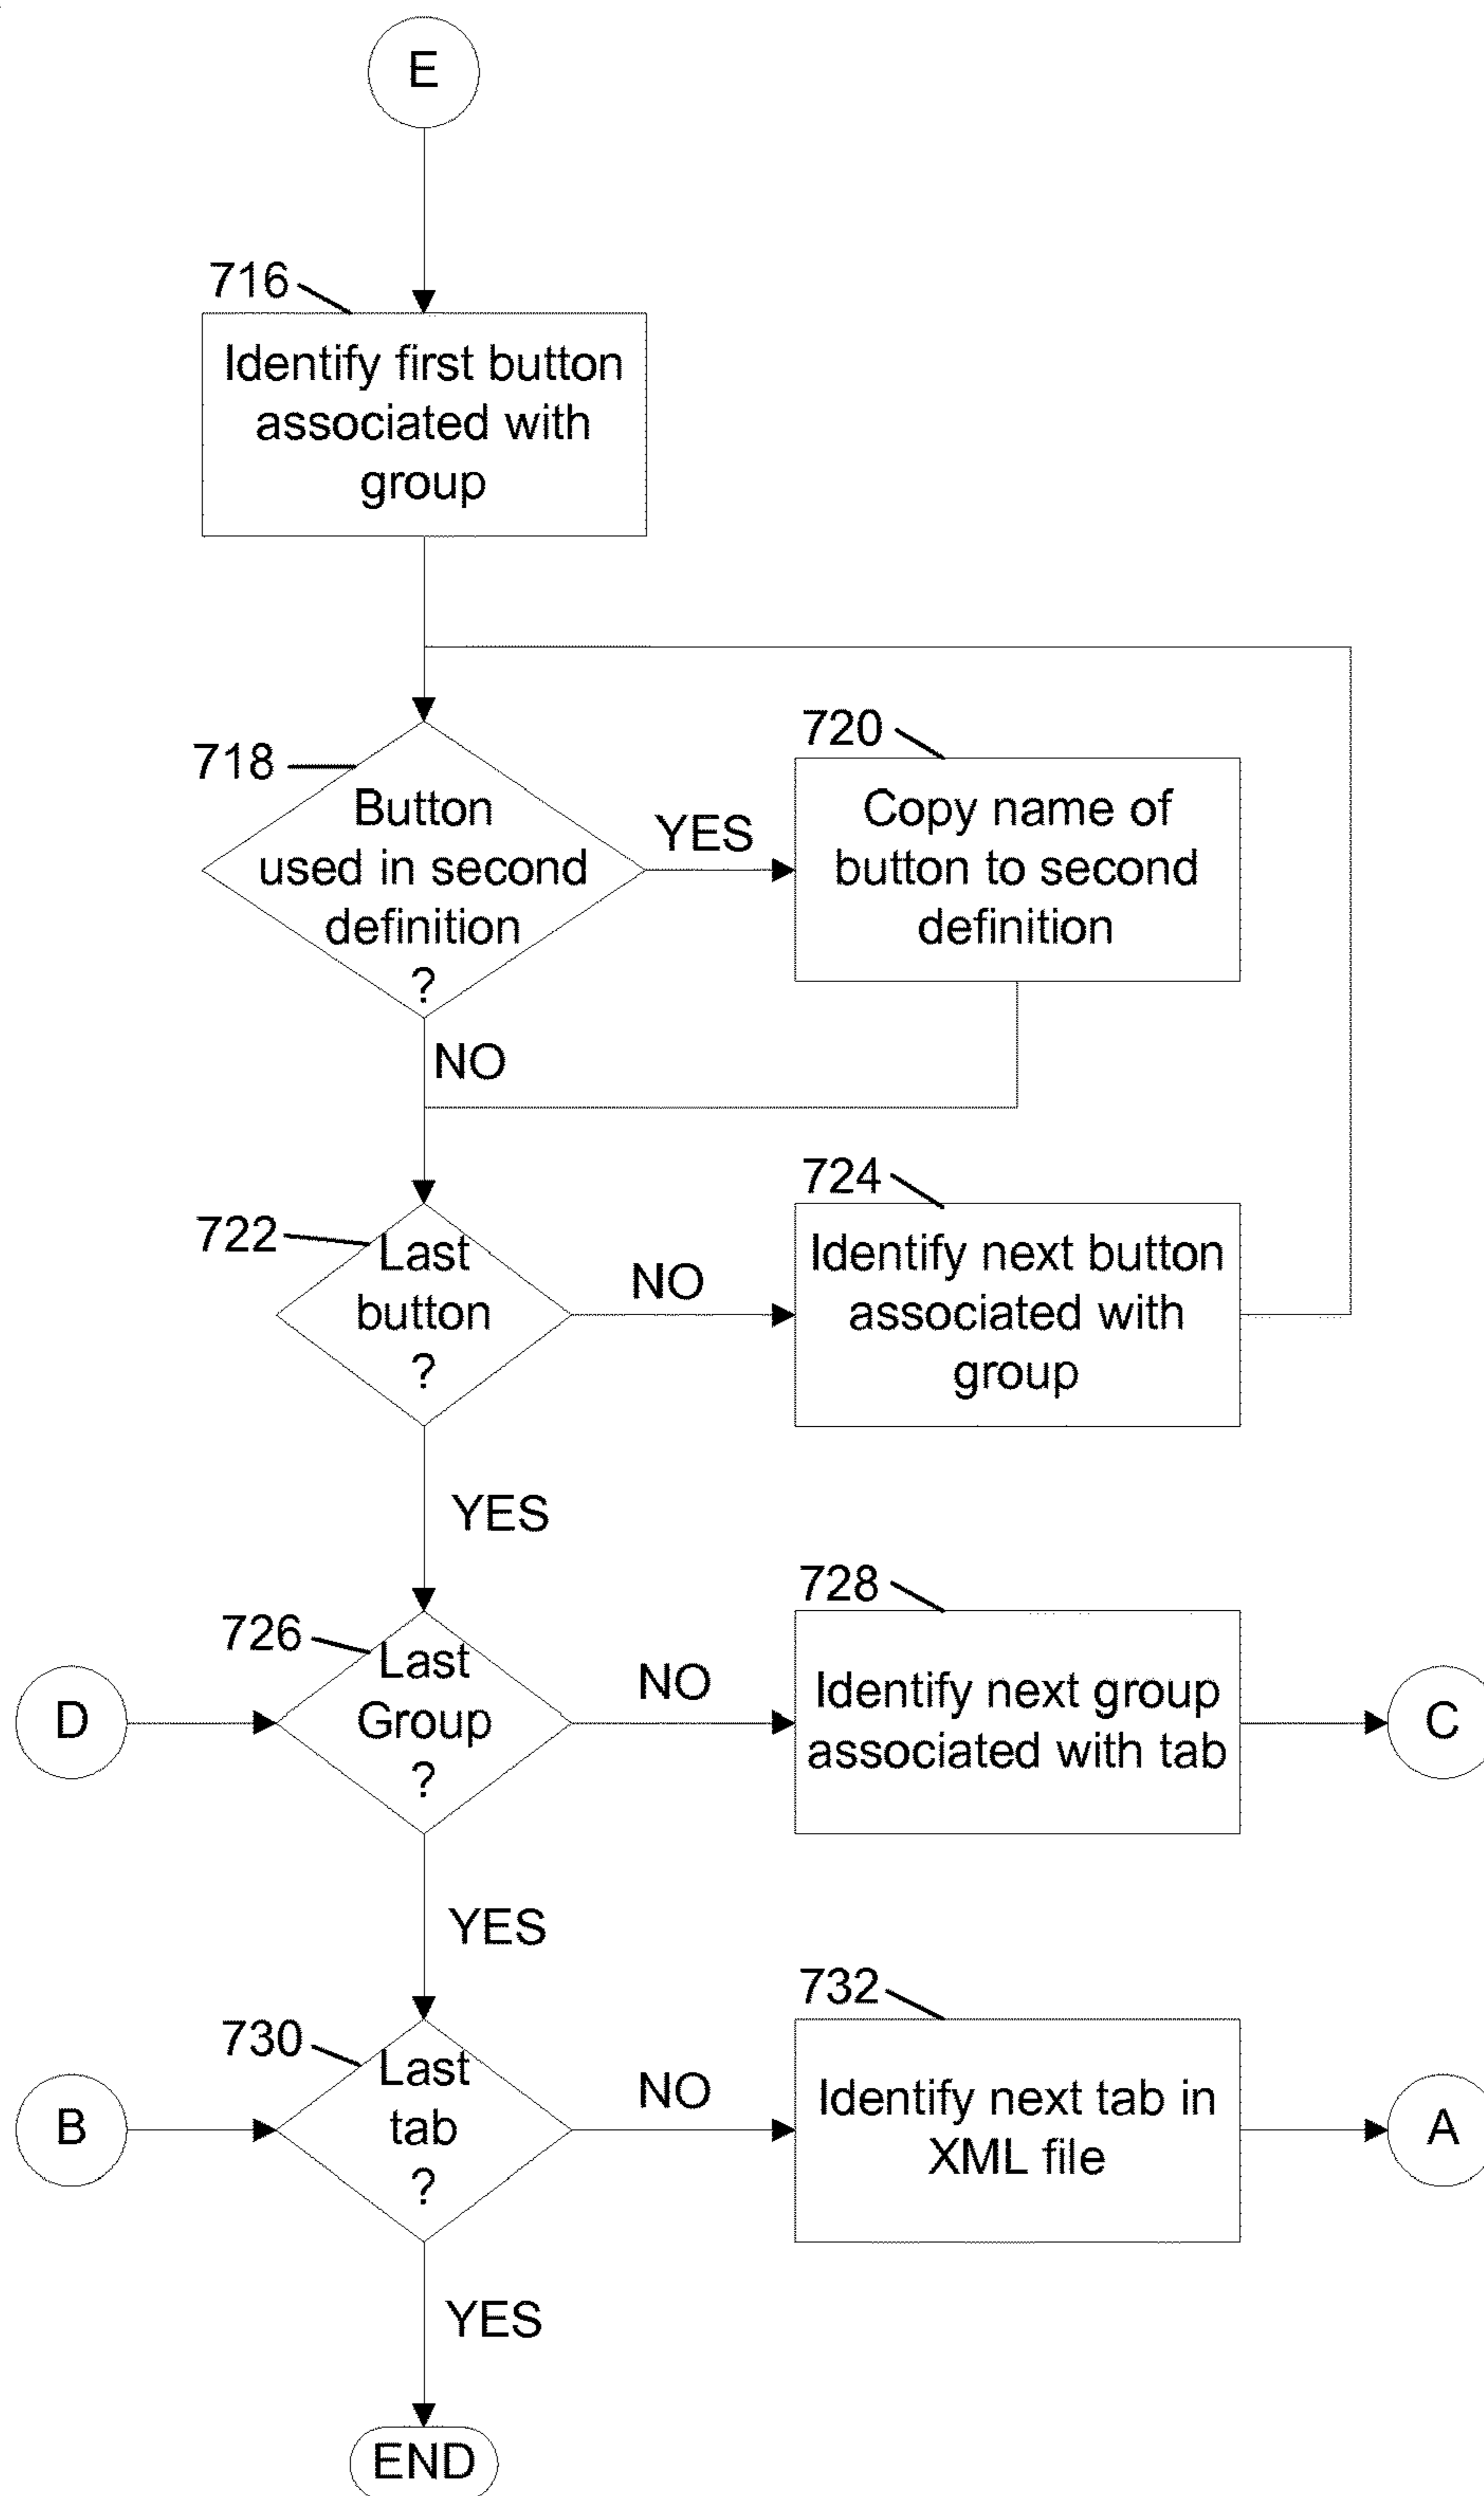 E
716
Identify first button
associated with
group
718
Button
used in second
definition
?
YES
720
Copy name of
button to second
definition
NO
722
Last
button
?
NO
724
Identify next button
associated with
group
YES
D
726
Last
Group
?
NO
728
Identify next group
associated with tab
C
YES
B
730
Last
tab
?
NO
732
Identify next tab in
XML file
A
YES
END